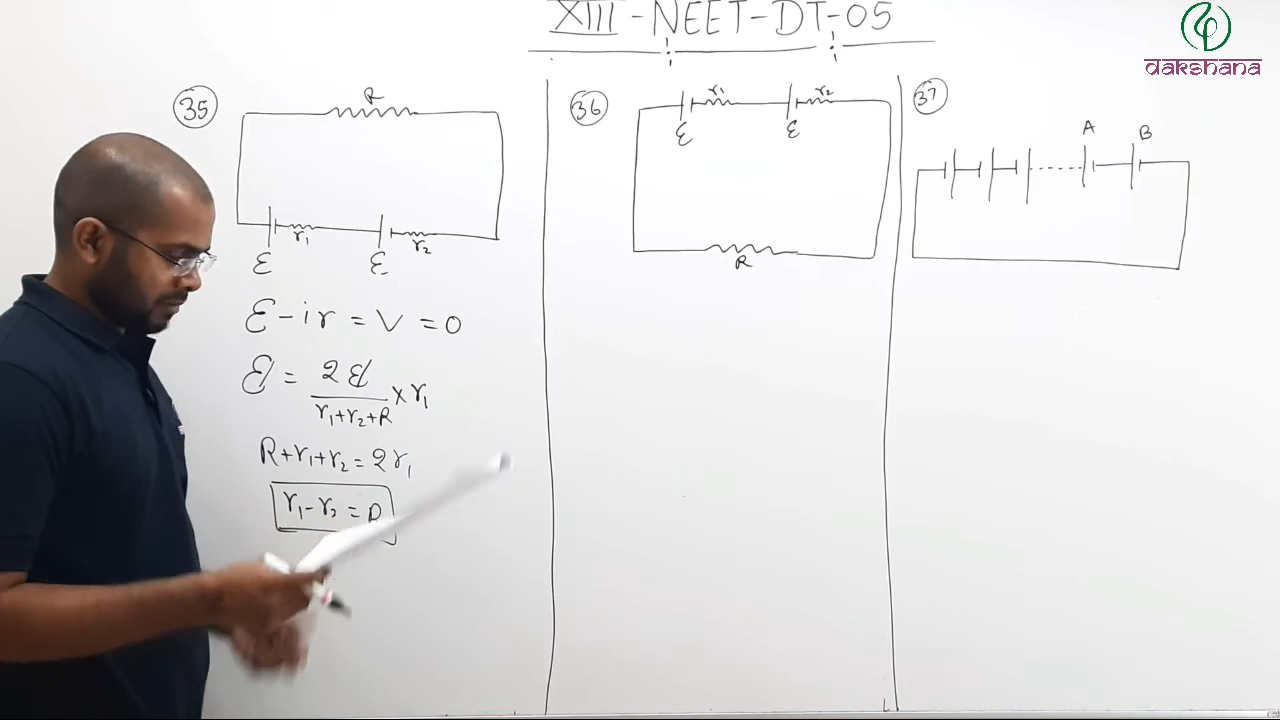 XIII - NEET - DT - 05
dakshana
35
R
r₁
r₂
ℰ
ℰ
ℰ - ir = V = 0
ℰ = 2ℰ / (r₁+r₂+R) × r₁
R+r₁+r₂ = 2r₁
r₁ - r₂ = R
36
r₁
r₂
ℰ
ℰ
R
37
A
B